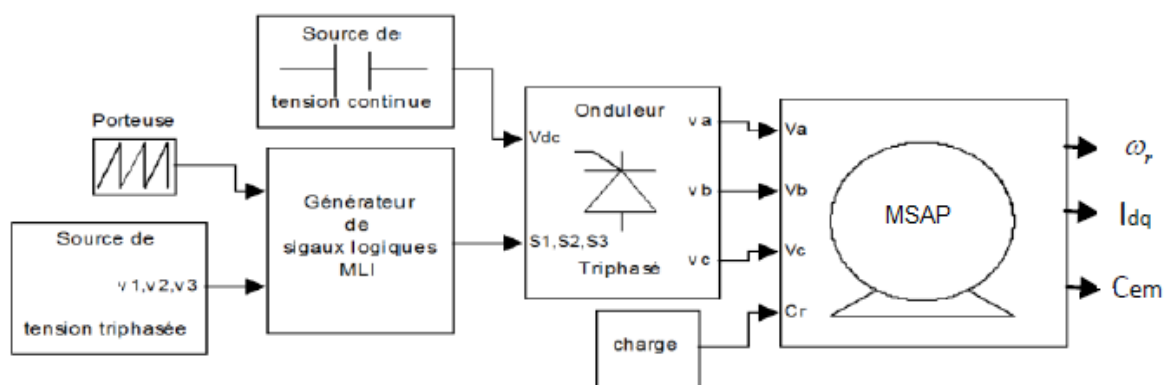 Source de
tension continue
Porteuse
Source de
v1,v2,v3
tension triphasée
Générateur
de
sigaux logiques
MLI
Onduleur
va
Vdc
vb
S1,S2,S3
vc
Triphasé
charge
Va
Vb
Vc
Cr
MSAP
ωr
Idq
Cem